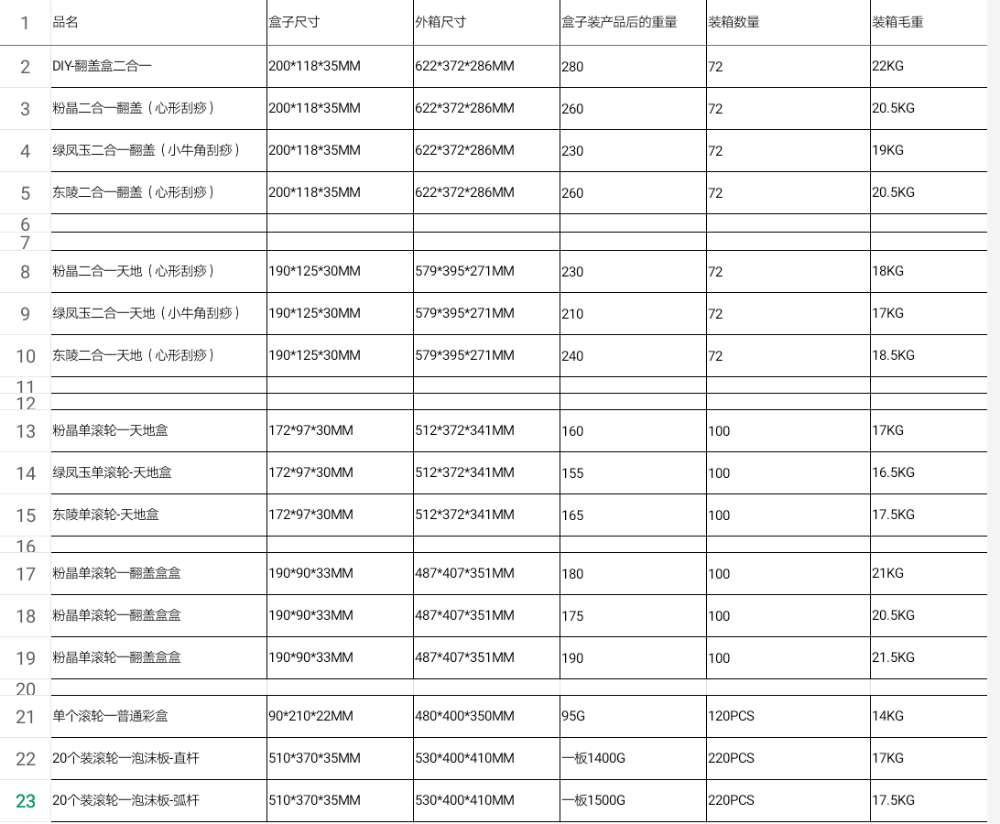 1 品名 盒子尺寸 外箱尺寸 盒子装产品后的重量 装箱数量 装箱毛重
2 DIY-翻盖盒二合一 200*118*35MM 622*372*286MM 280 72 22KG
3 粉晶二合一翻盖（心形刮痧） 200*118*35MM 622*372*286MM 260 72 20.5KG
4 绿凤玉二合一翻盖（小牛角刮痧） 200*118*35MM 622*372*286MM 230 72 19KG
5 东陵二合一翻盖（心形刮痧） 200*118*35MM 622*372*286MM 260 72 20.5KG
6
7
8 粉晶二合一天地（心形刮痧） 190*125*30MM 579*395*271MM 230 72 18KG
9 绿凤玉二合一天地（小牛角刮痧） 190*125*30MM 579*395*271MM 210 72 17KG
10 东陵二合一天地（心形刮痧） 190*125*30MM 579*395*271MM 240 72 18.5KG
11
12
13 粉晶单滚轮一天地盒 172*97*30MM 512*372*341MM 160 100 17KG
14 绿凤玉单滚轮-天地盒 172*97*30MM 512*372*341MM 155 100 16.5KG
15 东陵单滚轮-天地盒 172*97*30MM 512*372*341MM 165 100 17.5KG
16
17 粉晶单滚轮一翻盖盒盒 190*90*33MM 487*407*351MM 180 100 21KG
18 粉晶单滚轮一翻盖盒盒 190*90*33MM 487*407*351MM 175 100 20.5KG
19 粉晶单滚轮一翻盖盒盒 190*90*33MM 487*407*351MM 190 100 21.5KG
20
21 单个滚轮一普通彩盒 90*210*22MM 480*400*350MM 95G 120PCS 14KG
22 20个装滚轮一泡沫板-直杆 510*370*35MM 530*400*410MM 一板1400G 220PCS 17KG
23 20个装滚轮一泡沫板-弧杆 510*370*35MM 530*400*410MM 一板1500G 220PCS 17.5KG